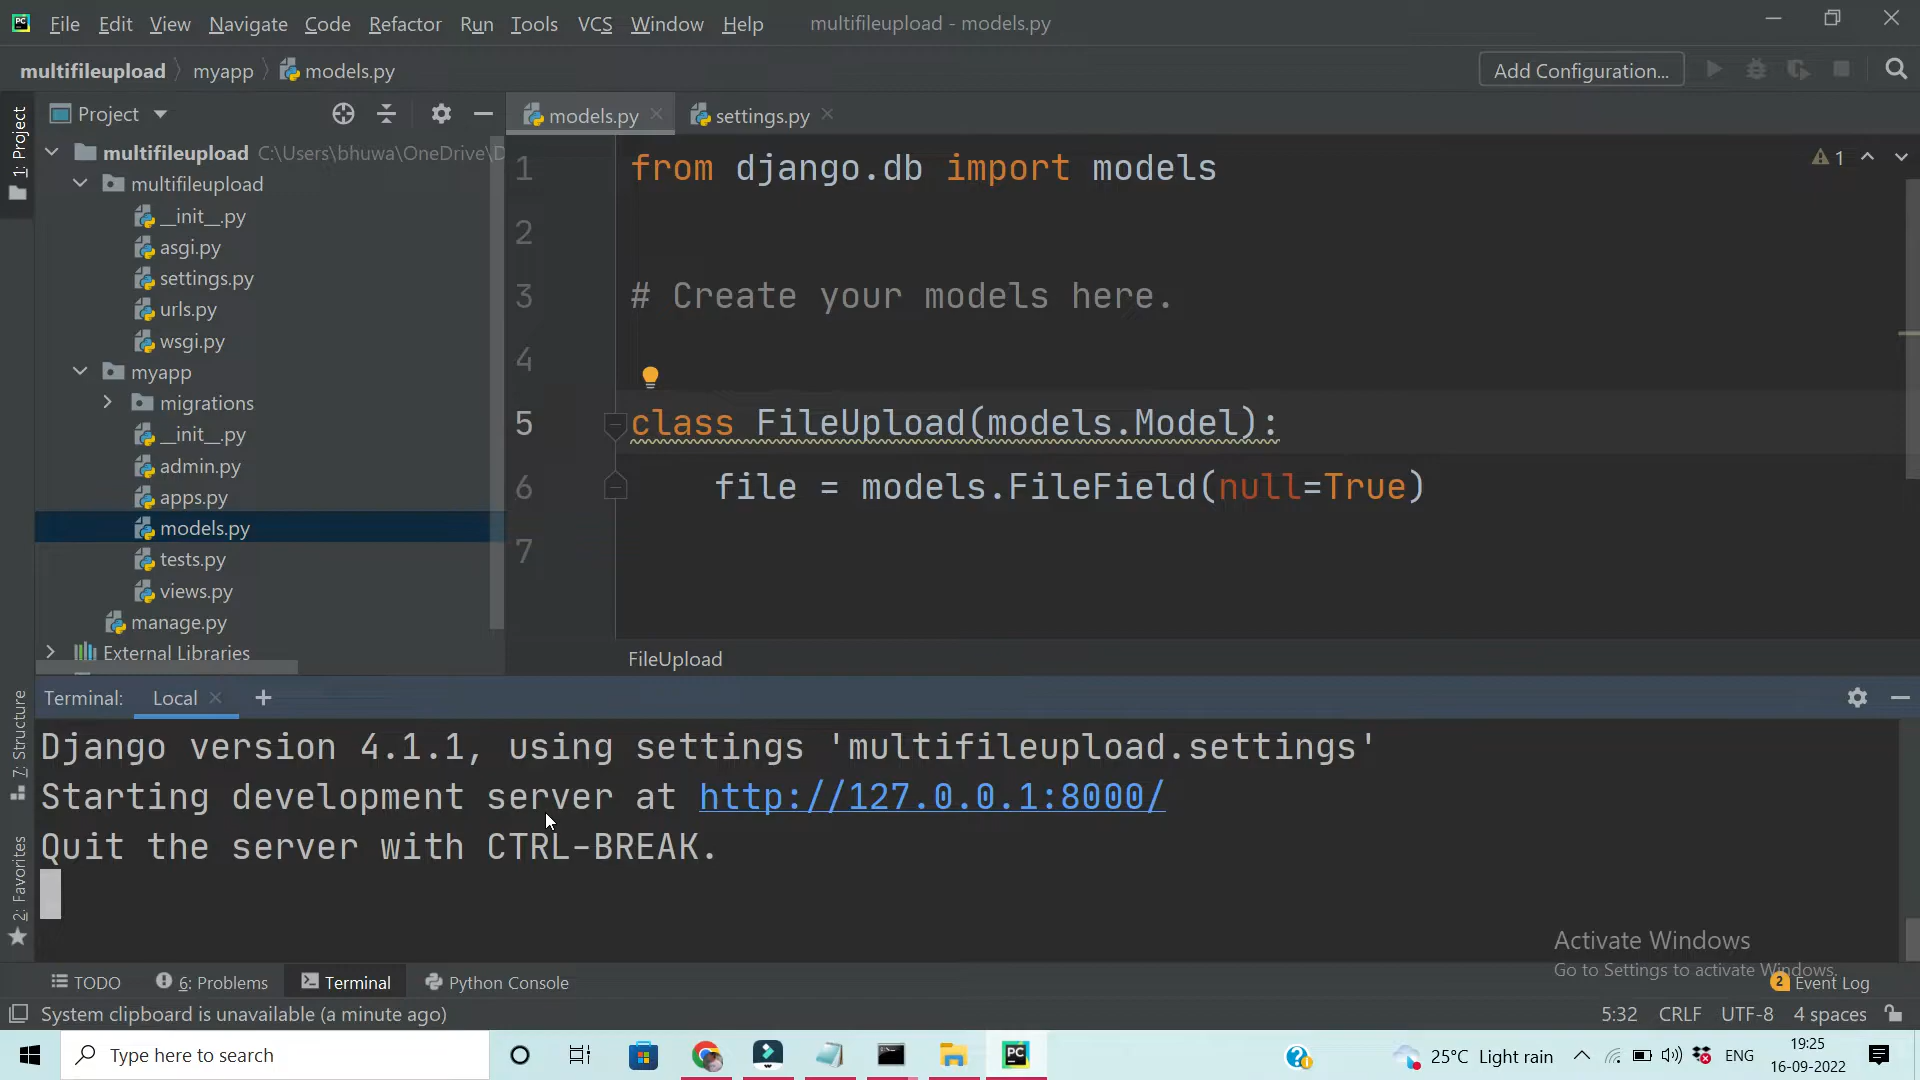 PC File Edit View Navigate Code Refactor Run Tools VCS Window Help multifileupload - models.py
multifileupload myapp models.py Add Configuration...
1: Project
Project
models.py settings.py
multifileupload C:\Users\bhuwa\OneDrive\D
multifileupload
__init__.py
asgi.py
settings.py
urls.py
wsgi.py
myapp
migrations
__init__.py
admin.py
apps.py
models.py
tests.py
views.py
manage.py
External Libraries
1 from django.db import models
1
2
3 # Create your models here.
4
5 class FileUpload(models.Model):
6 file = models.FileField(null=True)
7
FileUpload
7: Structure
2: Favorites
Terminal: Local +
Django version 4.1.1, using settings 'multifileupload.settings'
Starting development server at http://127.0.0.1:8000/
Quit the server with CTRL-BREAK.
Activate Windows
Go to Settings to activate Windows.
TODO 6: Problems Terminal Python Console 2 Event Log
System clipboard is unavailable (a minute ago) 5:32 CRLF UTF-8 4 spaces
Type here to search PC 25°C Light rain ENG 19:25
16-09-2022